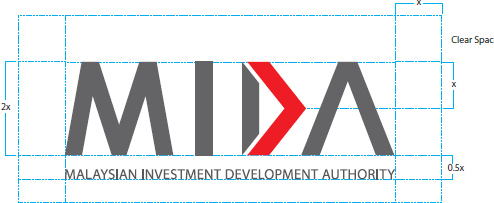 x
Clear Spac
2x
MIDA
x
0.5x
MALAYSIAN INVESTMENT DEVELOPMENT AUTHORITY